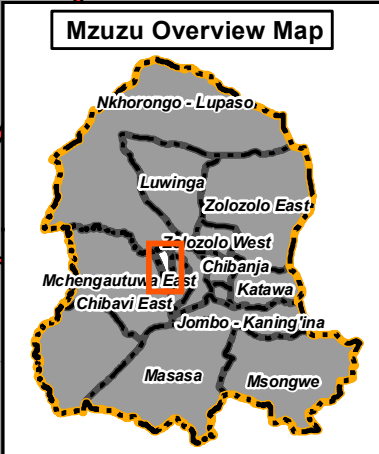 Mzuzu Overview Map
Nkhorongo - Lupaso
Luwinga
Zolozolo East
Zolozolo West
Chibanja
Mchengautuwa East
Katawa
Chibavi East
Jombo - Kaning'ina
Masasa
Msongwe